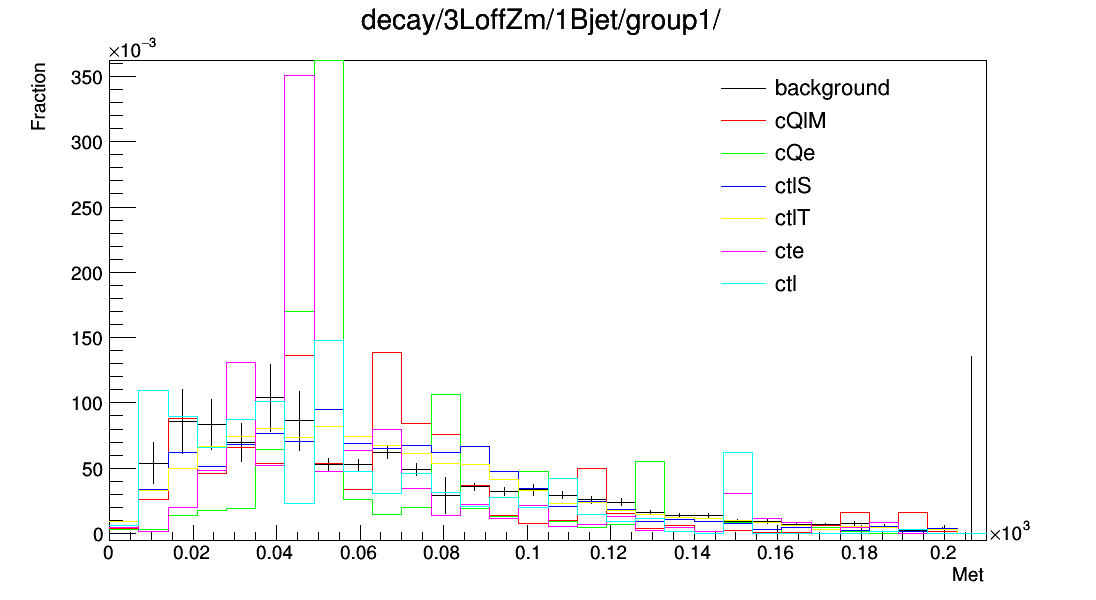 decay/3LoffZm/1Bjet/group1/
×10⁻³
Fraction
350
300
250
200
150
100
50
0
background
cQlM
cQe
ctlS
ctlT
cte
ctl
0 0.02 0.04 0.06 0.08 0.1 0.12 0.14 0.16 0.18 0.2
×10³
Met